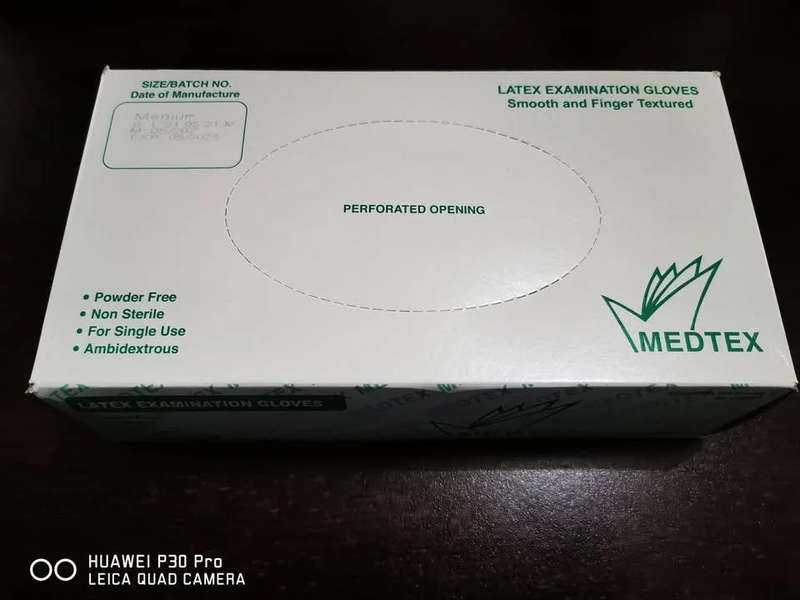 SIZE/BATCH NO.
Date of Manufacture
Medium
LATEX EXAMINATION GLOVES
Smooth and Finger Textured
PERFORATED OPENING
• Powder Free
• Non Sterile
• For Single Use
• Ambidextrous
MEDTEX
LATEX EXAMINATION GLOVES
MEDTEX
HUAWEI P30 Pro
LEICA QUAD CAMERA